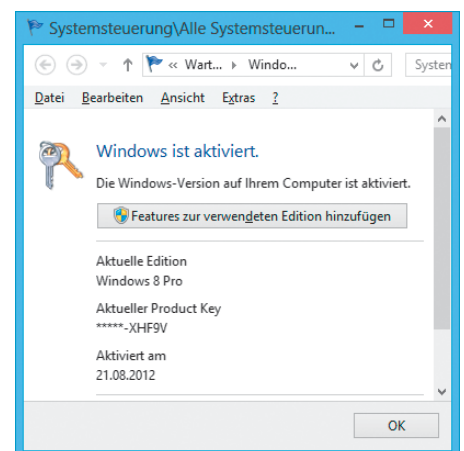 Systemsteuerung\Alle Systemsteuerun...
« Wart... Windo... System
Datei Bearbeiten Ansicht Extras ?
Windows ist aktiviert.
Die Windows-Version auf Ihrem Computer ist aktiviert.
Features zur verwendeten Edition hinzufügen
Aktuelle Edition
Windows 8 Pro
Aktueller Product Key
*****-XHF9V
Aktiviert am
21.08.2012
OK